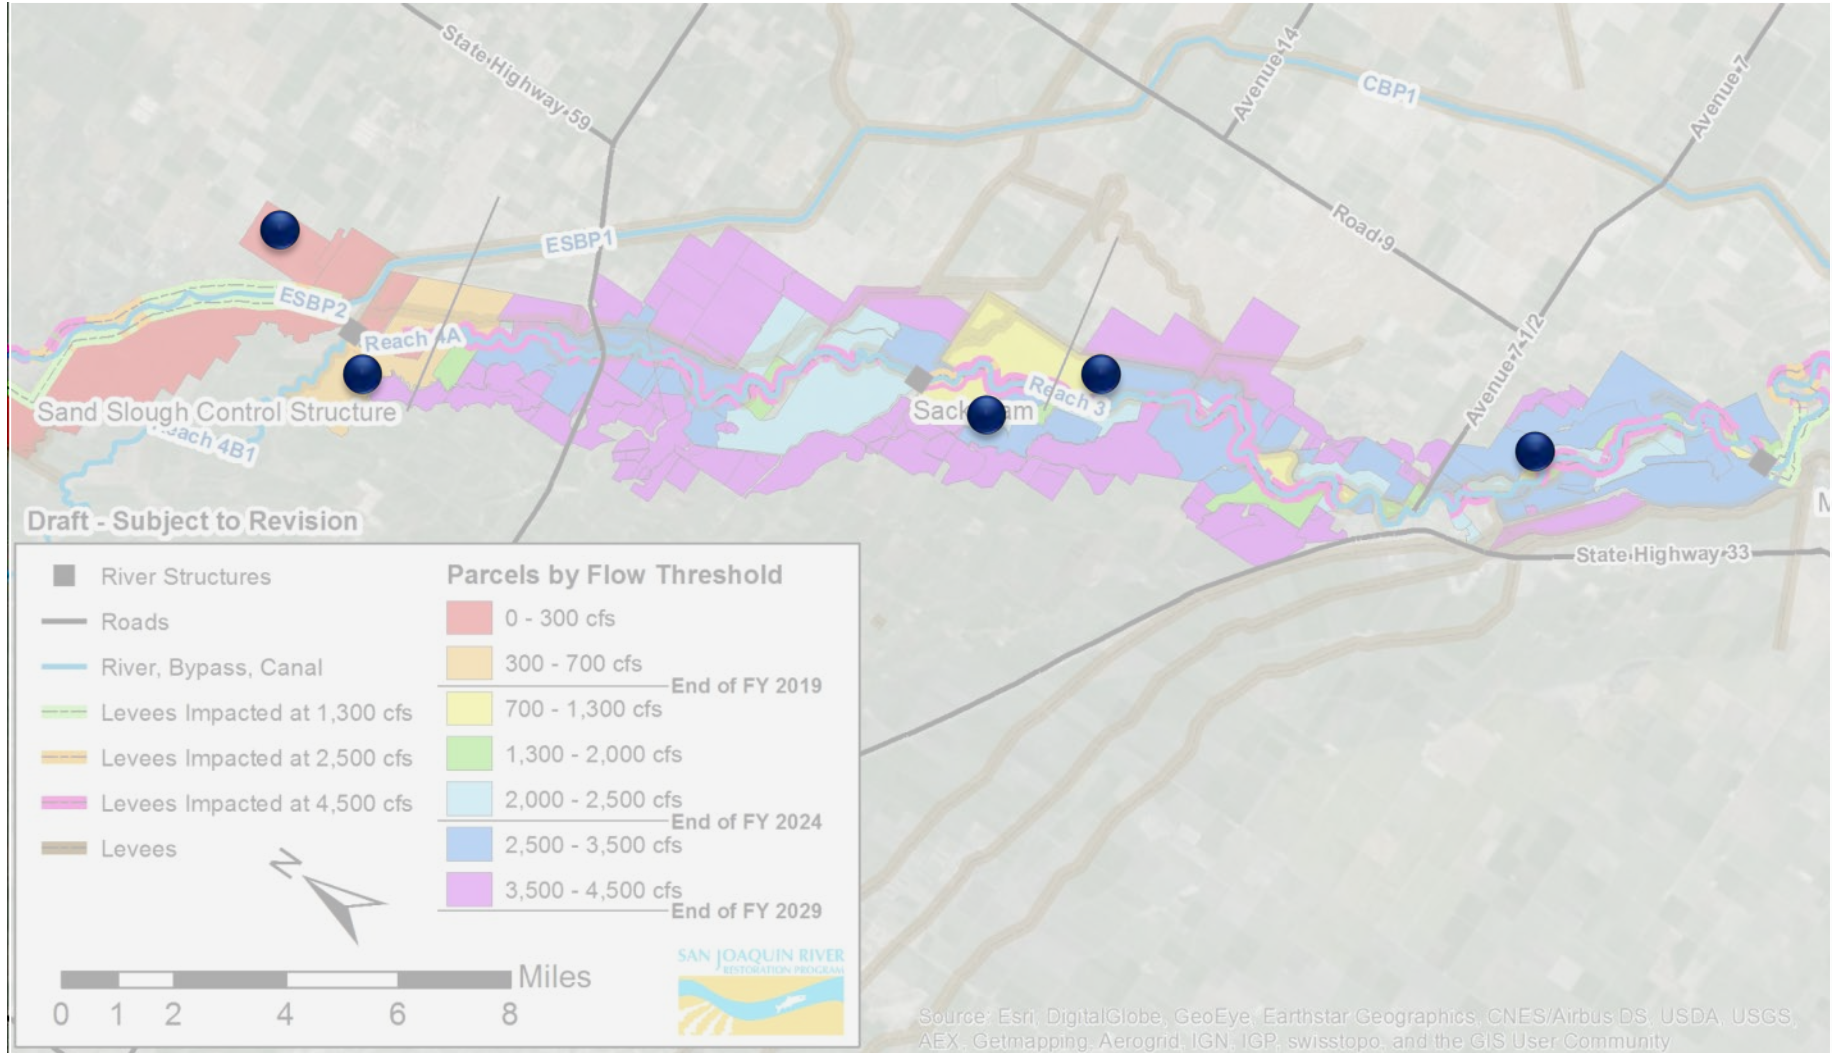 State Highway 59
Avenue 14
CBP1
Avenue 7
Road 9
ESBP1
ESBP2
Reach 4A
Avenue 7 1/2
Reach 3
Sand Slough Control Structure
Reach 4B1
State Highway 33
M
Draft - Subject to Revision
River Structures
Roads
River, Bypass, Canal
Levees Impacted at 1,300 cfs
Levees Impacted at 2,500 cfs
Levees Impacted at 4,500 cfs
Levees
N
Parcels by Flow Threshold
0 - 300 cfs
300 - 700 cfs
End of FY 2019
700 - 1,300 cfs
1,300 - 2,000 cfs
2,000 - 2,500 cfs
End of FY 2024
2,500 - 3,500 cfs
3,500 - 4,500 cfs
End of FY 2029
Miles
0 1 2 4 6 8
SAN JOAQUIN RIVER
RESTORATION PROGRAM
Source: Esri, DigitalGlobe, GeoEye, Earthstar Geographics, CNES/Airbus DS, USDA, USGS,
AEX, Getmapping, Aerogrid, IGN, IGP, swisstopo, and the GIS User Community